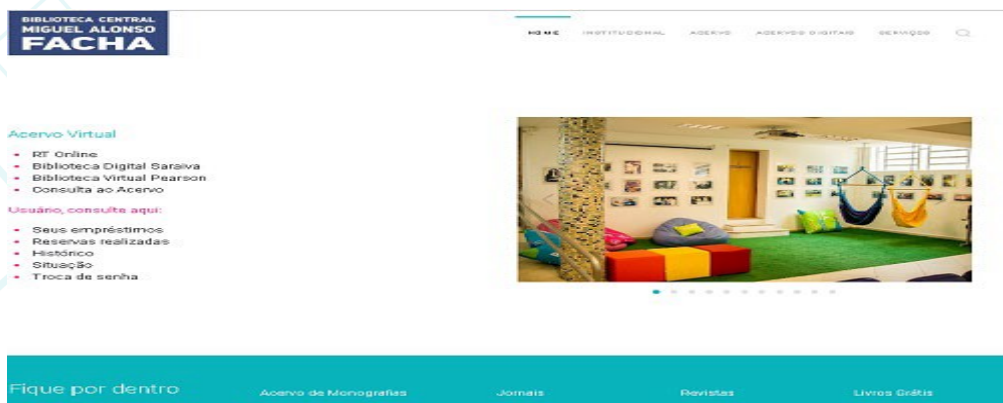 BIBLIOTECA CENTRAL
MIGUEL ALONSO
FACHA
HOME INSTITUCIONAL ACERVO ACERVOS DIGITAIS SERVIÇOS
Acervo Virtual
RT Online
Biblioteca Digital Saraiva
Biblioteca Virtual Pearson
Consulta ao Acervo
Usuário, consulte aqui:
Seus empréstimos
Reservas realizadas
Histórico
Situação
Troca de senha
Fique por dentro Acervo de Monografias Jornais Revistas Livros Grátis